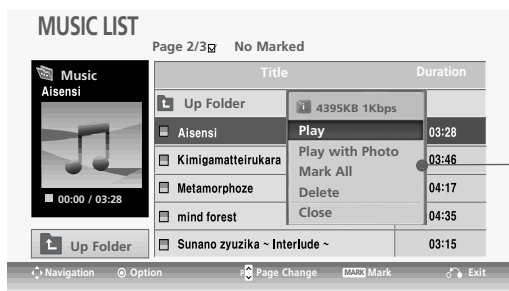 MUSIC LIST
Page 2/3 No Marked
Music
Aisensi
00:00 / 03:28
Up Folder
Title Duration
Up Folder
Aisensi 03:28
Kimigamatteirukara 03:46
Metamorphoze 04:17
mind forest 04:35
Sunano zyuzika ~ Interlude ~ 03:15
4395KB 1Kbps
Play
Play with Photo
Mark All
Delete
Close
Navigation Option P Page Change MARK Mark Exit